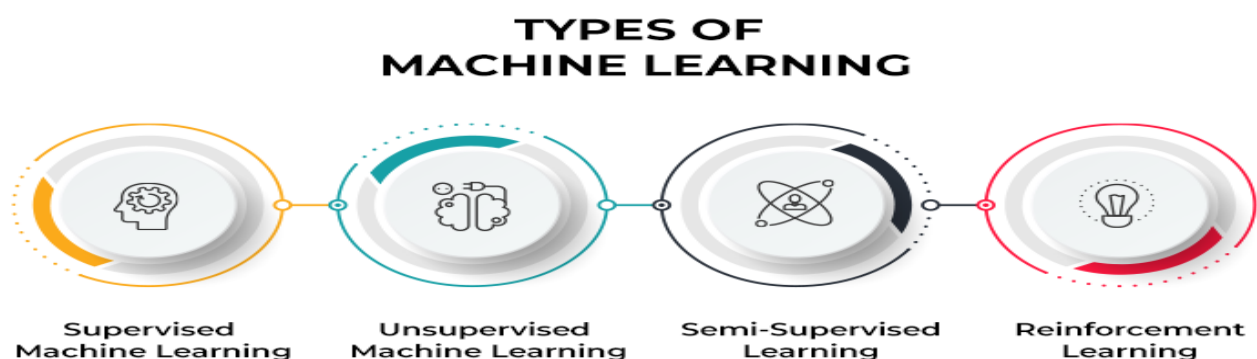 TYPES OF
MACHINE LEARNING
Supervised
Machine Learning
Unsupervised
Machine Learning
Semi-Supervised
Learning
Reinforcement
Learning